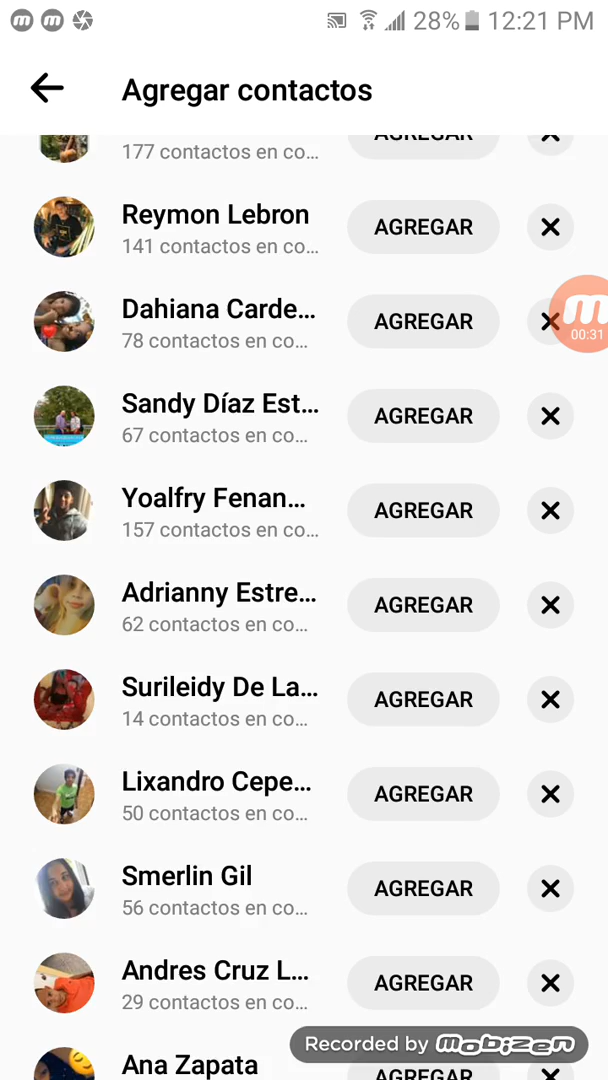 28% 12:21 PM
Agregar contactos
177 contactos en co... AGREGAR
Reymon Lebron
141 contactos en co...
AGREGAR
Dahiana Carde...
78 contactos en co...
AGREGAR
00:31
Sandy Díaz Est...
67 contactos en co...
AGREGAR
Yoalfry Fenan...
157 contactos en co...
AGREGAR
Adrianny Estre...
62 contactos en co...
AGREGAR
Surileidy De La...
14 contactos en co...
AGREGAR
Lixandro Cepe...
50 contactos en co...
AGREGAR
Smerlin Gil
56 contactos en co...
AGREGAR
Andres Cruz L...
29 contactos en co...
AGREGAR
Recorded by mobizen
Ana Zapata
AGREGAR